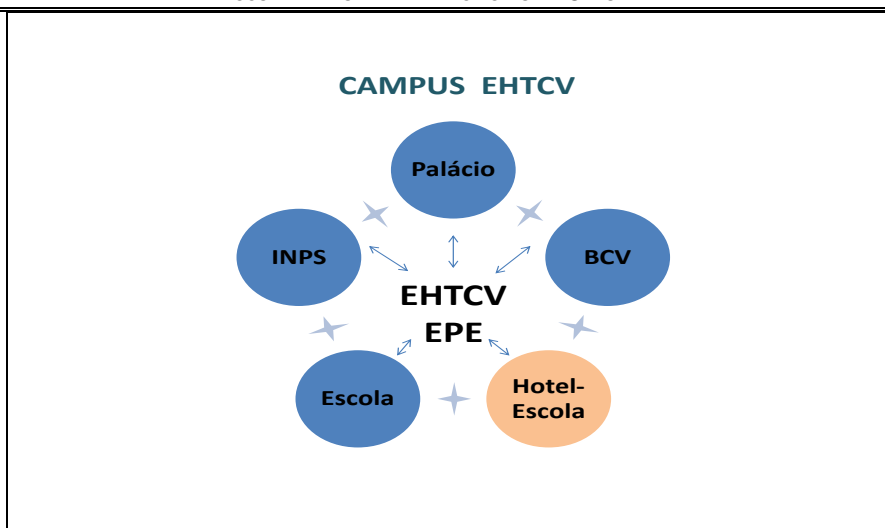 CAMPUS EHTCV
Palácio
INPS
BCV
EHTCV
EPE
Escola
Hotel-
Escola